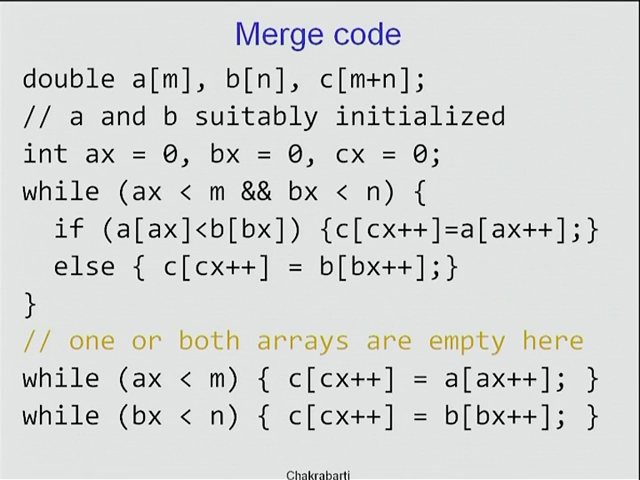 Merge code
double a[m], b[n], c[m+n];
// a and b suitably initialized
int ax = 0, bx = 0, cx = 0;
while (ax < m && bx < n) {
if (a[ax]<b[bx]) {c[cx++]=a[ax++];}
else { c[cx++] = b[bx++];}
}
// one or both arrays are empty here
while (ax < m) { c[cx++] = a[ax++]; }
while (bx < n) { c[cx++] = b[bx++]; }
Chakrabarti